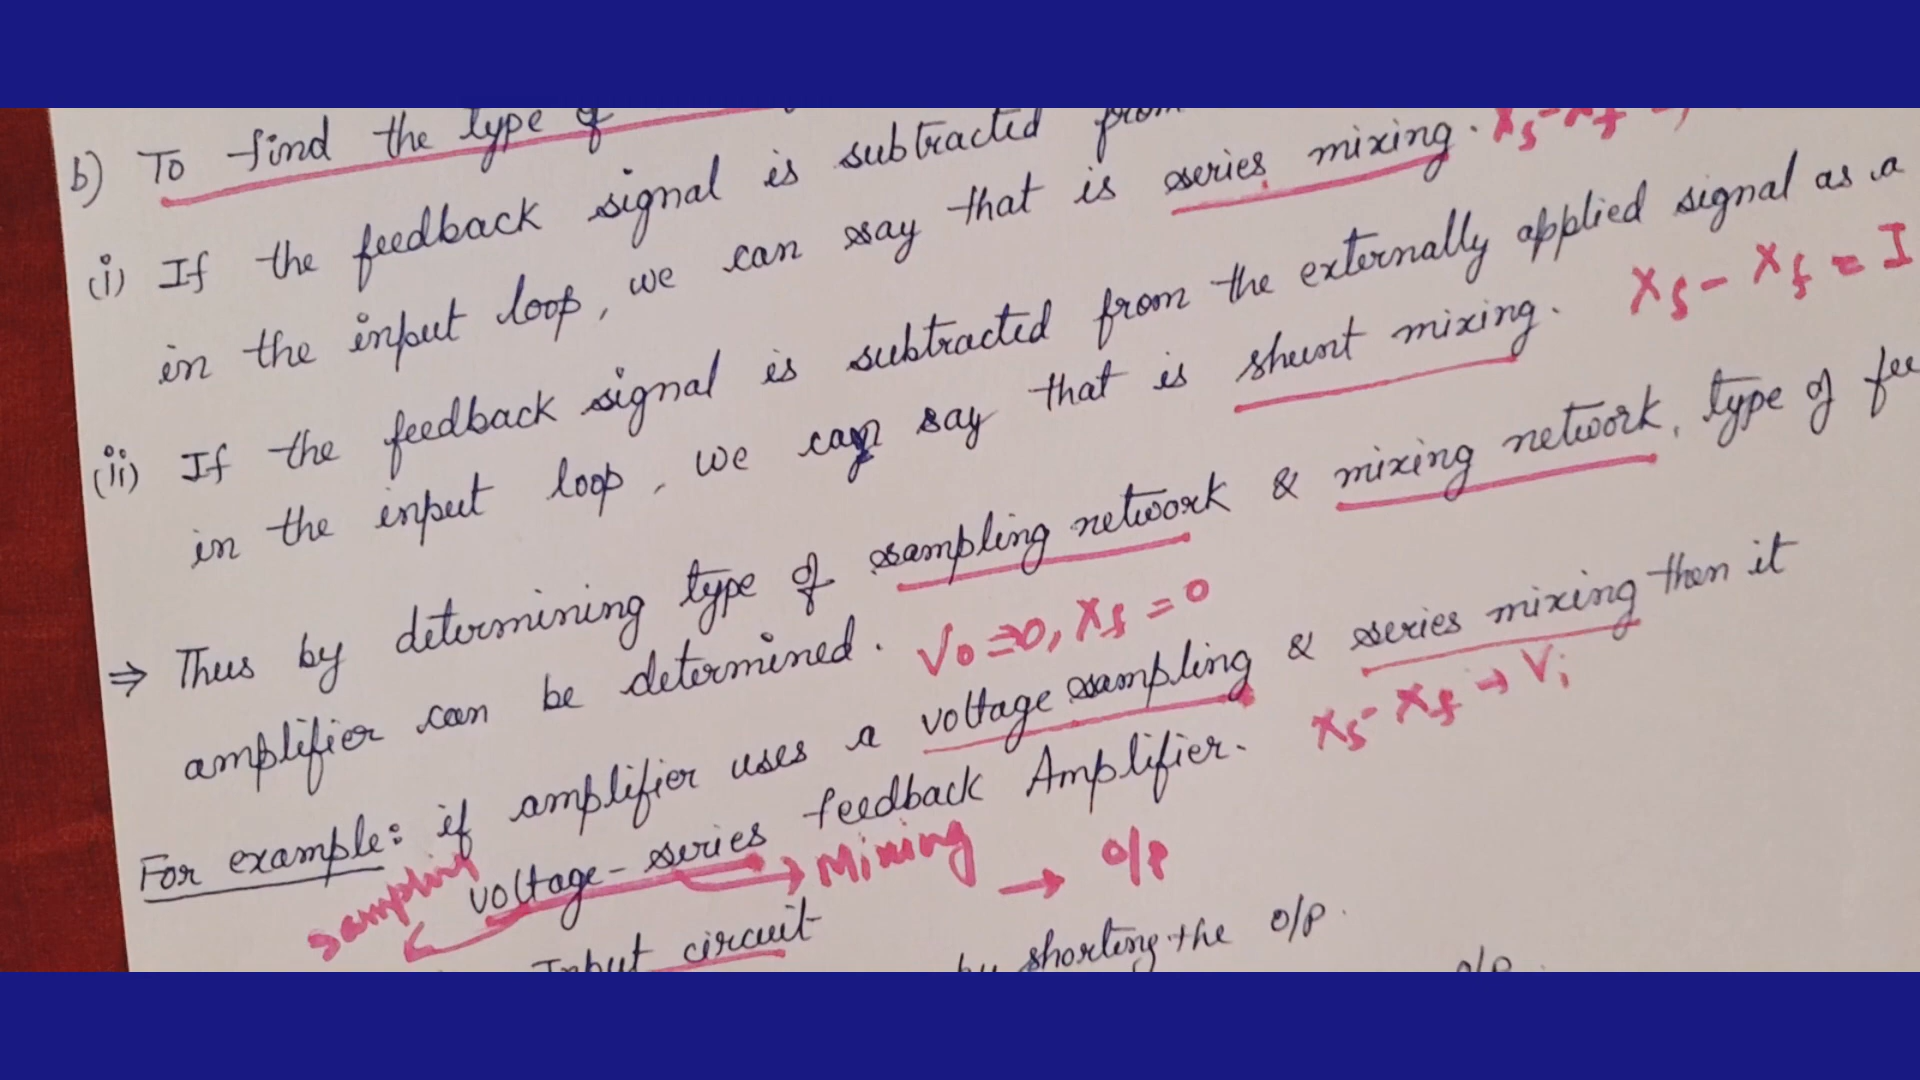 b) To find the type of
(i) If the feedback signal is subtracted from
in the input loop, we can say that is series mixing.
(ii) If the feedback signal is subtracted from the externally applied signal as a
in the input loop, we can say that is shunt mixing. Xs - Xf = I
⇒ Thus by determining type of sampling network & mixing network, type of
amplifier can be determined. Vo=0, Xf = 0
For example: if amplifier uses a voltage sampling & series mixing then it
Xs - Xf → Vi
voltage-series feedback Amplifier.
sampling
Mixing → o/p
Input circuit
by shorting the o/p.
o/p.